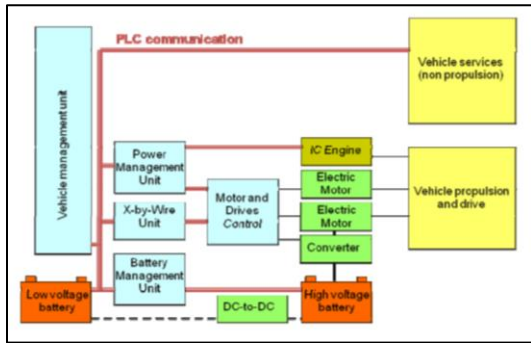 PLC communication
Vehicle services
(non propulsion)
Vehicle management unit
Power
Management
Unit
IC Engine
Electric
Motor
Motor and
Drives
Control
Vehicle propulsion
and drive
X-by-Wire
Unit
Electric
Motor
Converter
Battery
Management
Unit
Low voltage
battery
DC-to-DC
High voltage
battery